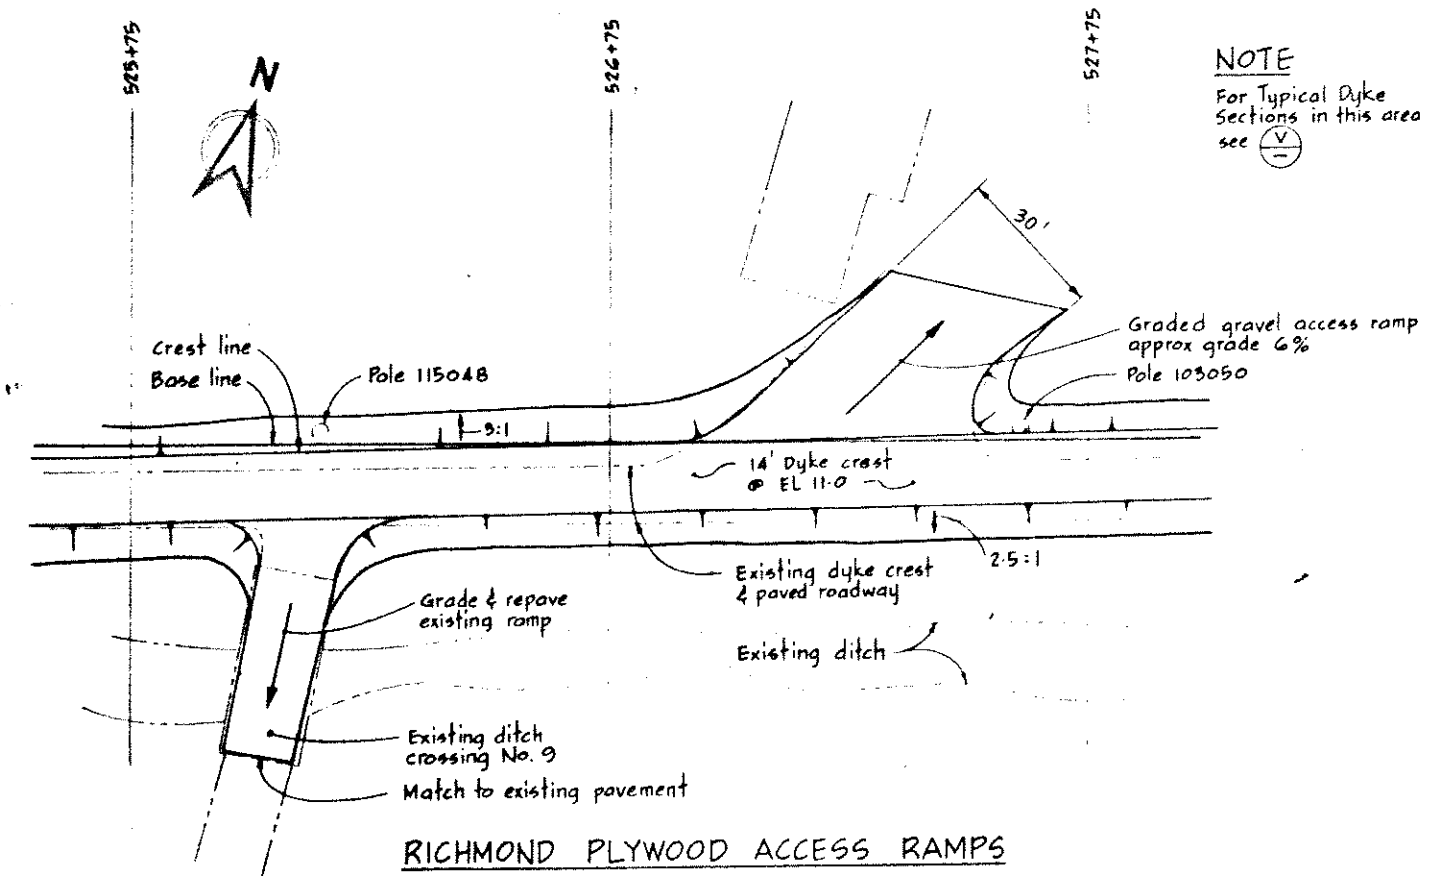 525+75
526+75
527+75
N
NOTE
For Typical Dyke
Sections in this area
see V
—
30'
Crest line
Base line
Pole 115048
3:1
Graded gravel access ramp
approx grade 6%
Pole 103050
14' Dyke crest
@ EL 11.0
2.5:1
Existing dyke crest
& paved roadway
Grade & repave
existing ramp
Existing ditch
Existing ditch
crossing No. 9
Match to existing pavement
RICHMOND PLYWOOD ACCESS RAMPS